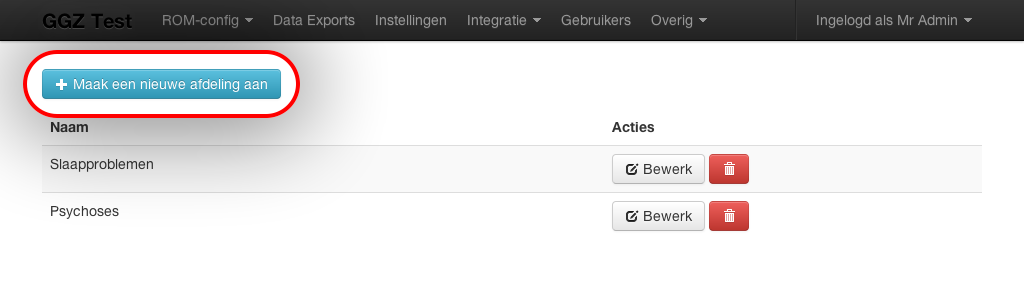 GGZ Test ROM-config Data Exports Instellingen Integratie Gebruikers Overig Ingelogd als Mr Admin
Maak een nieuwe afdeling aan
Naam Acties
Slaapproblemen Bewerk
Psychoses Bewerk